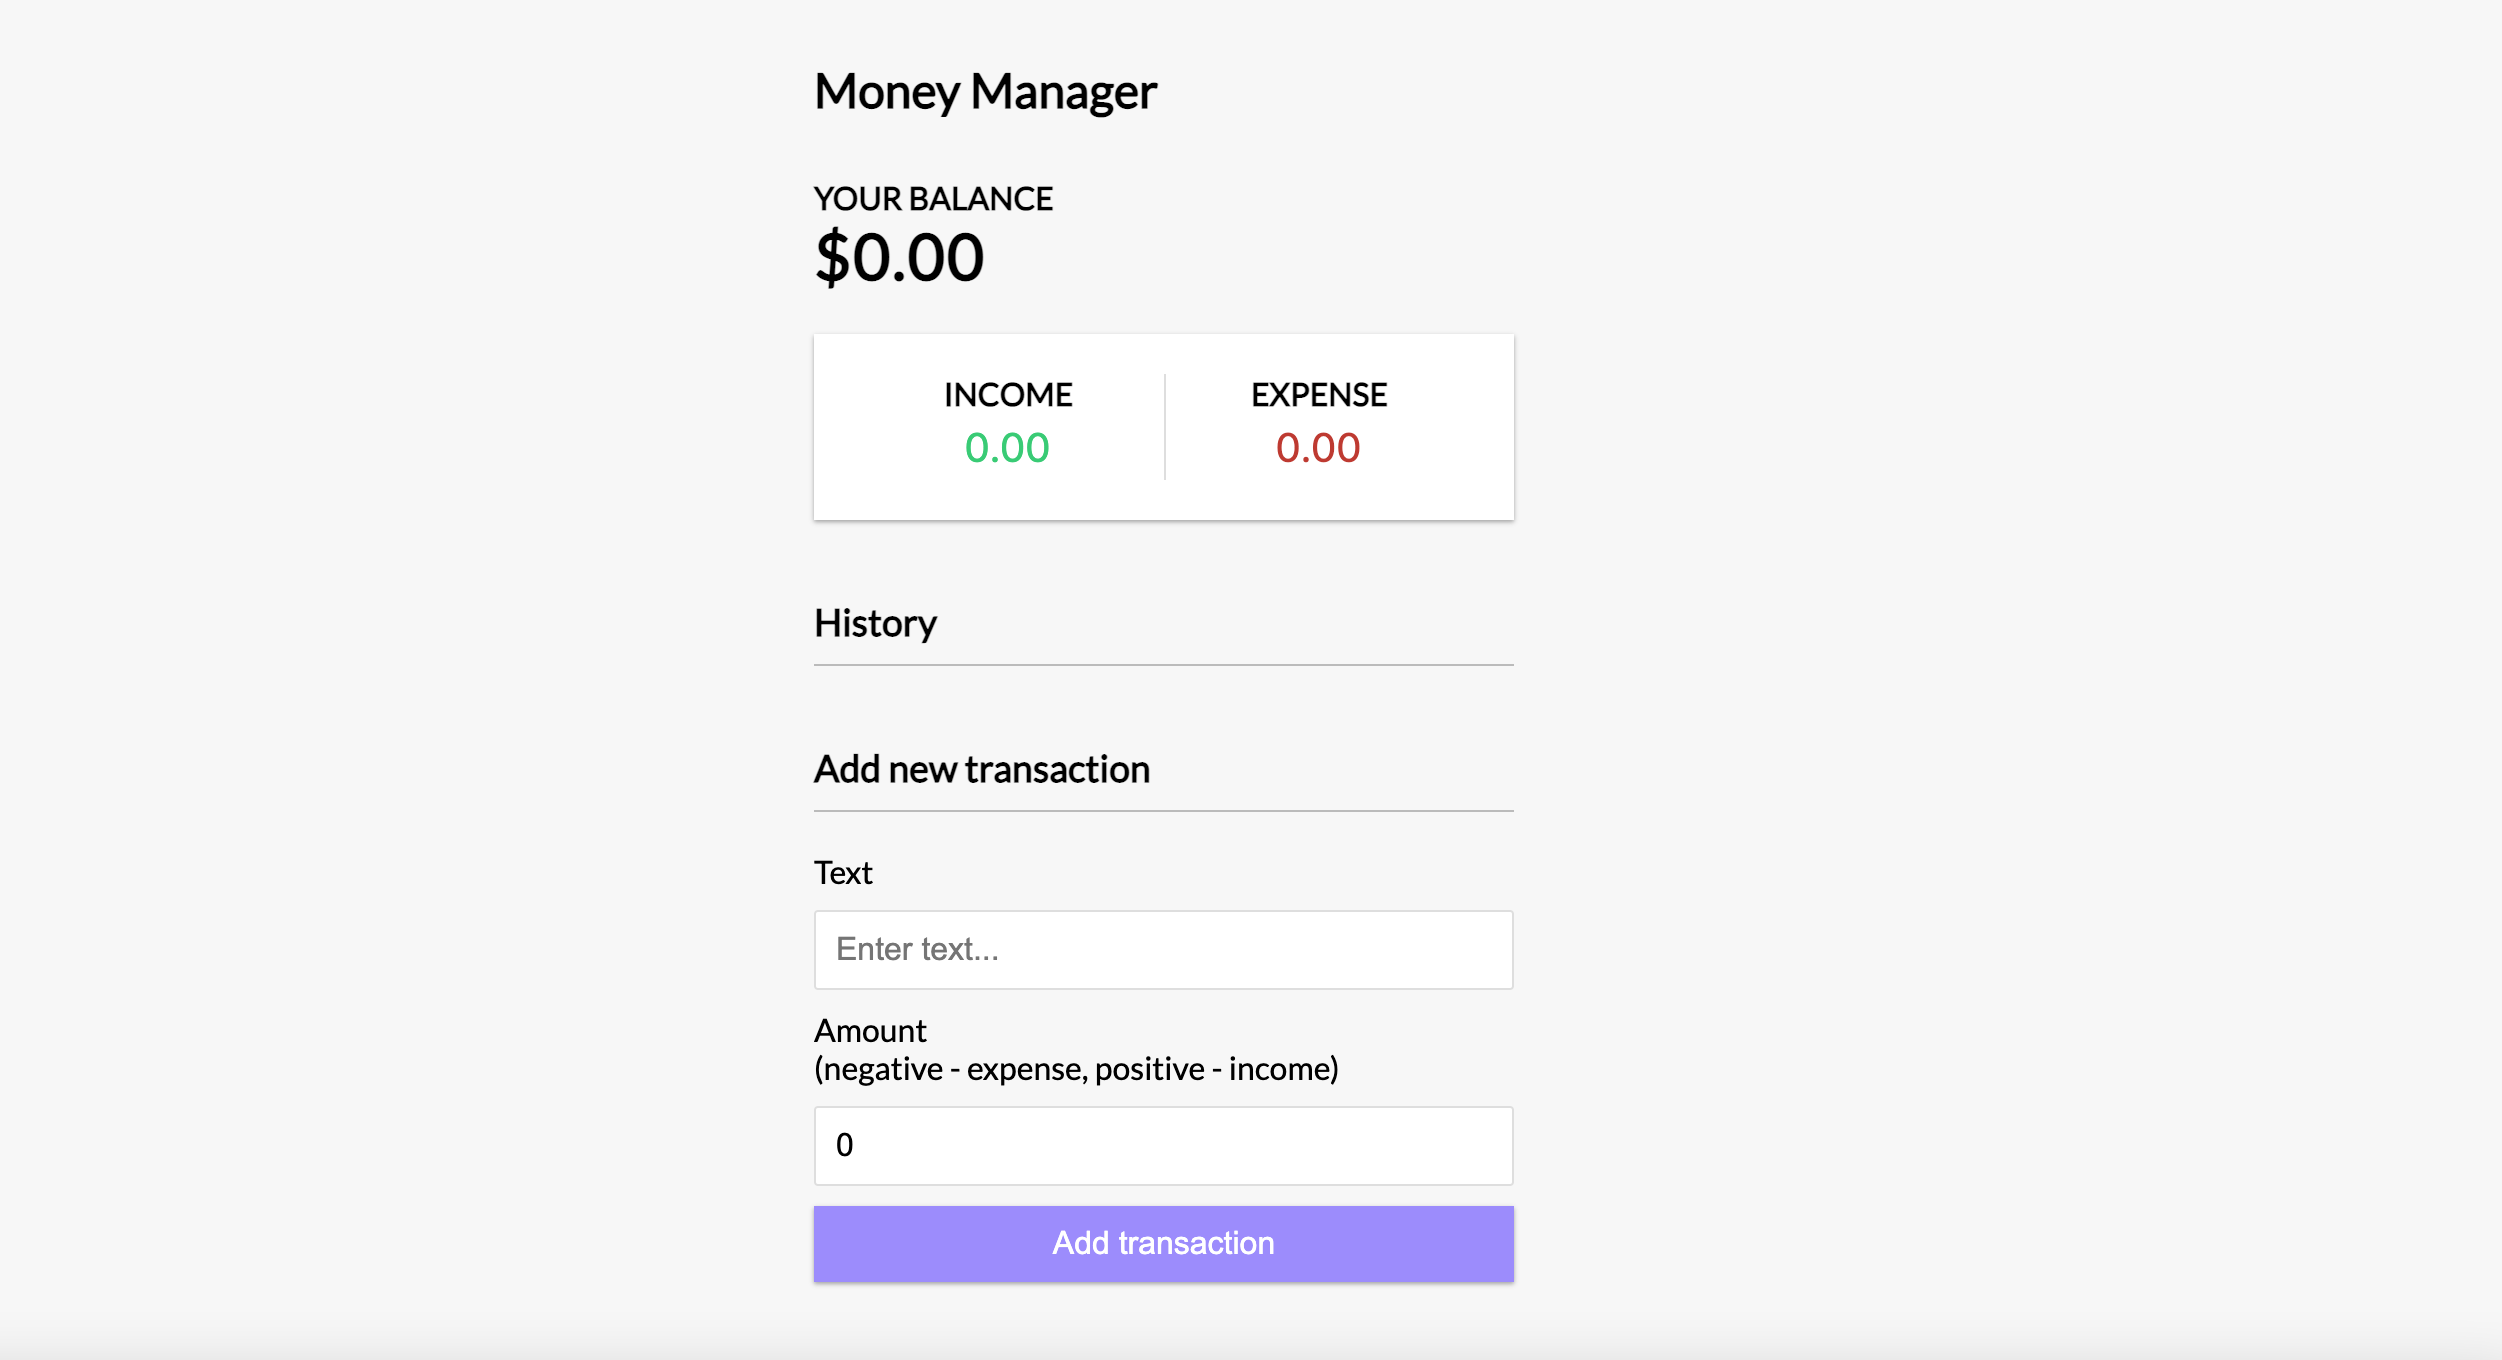 Money Manager
YOUR BALANCE
$0.00
INCOME
EXPENSE
0.00
0.00
History
Add new transaction
Text
Enter text...
Amount
(negative - expense, positive - income)
0
Add transaction